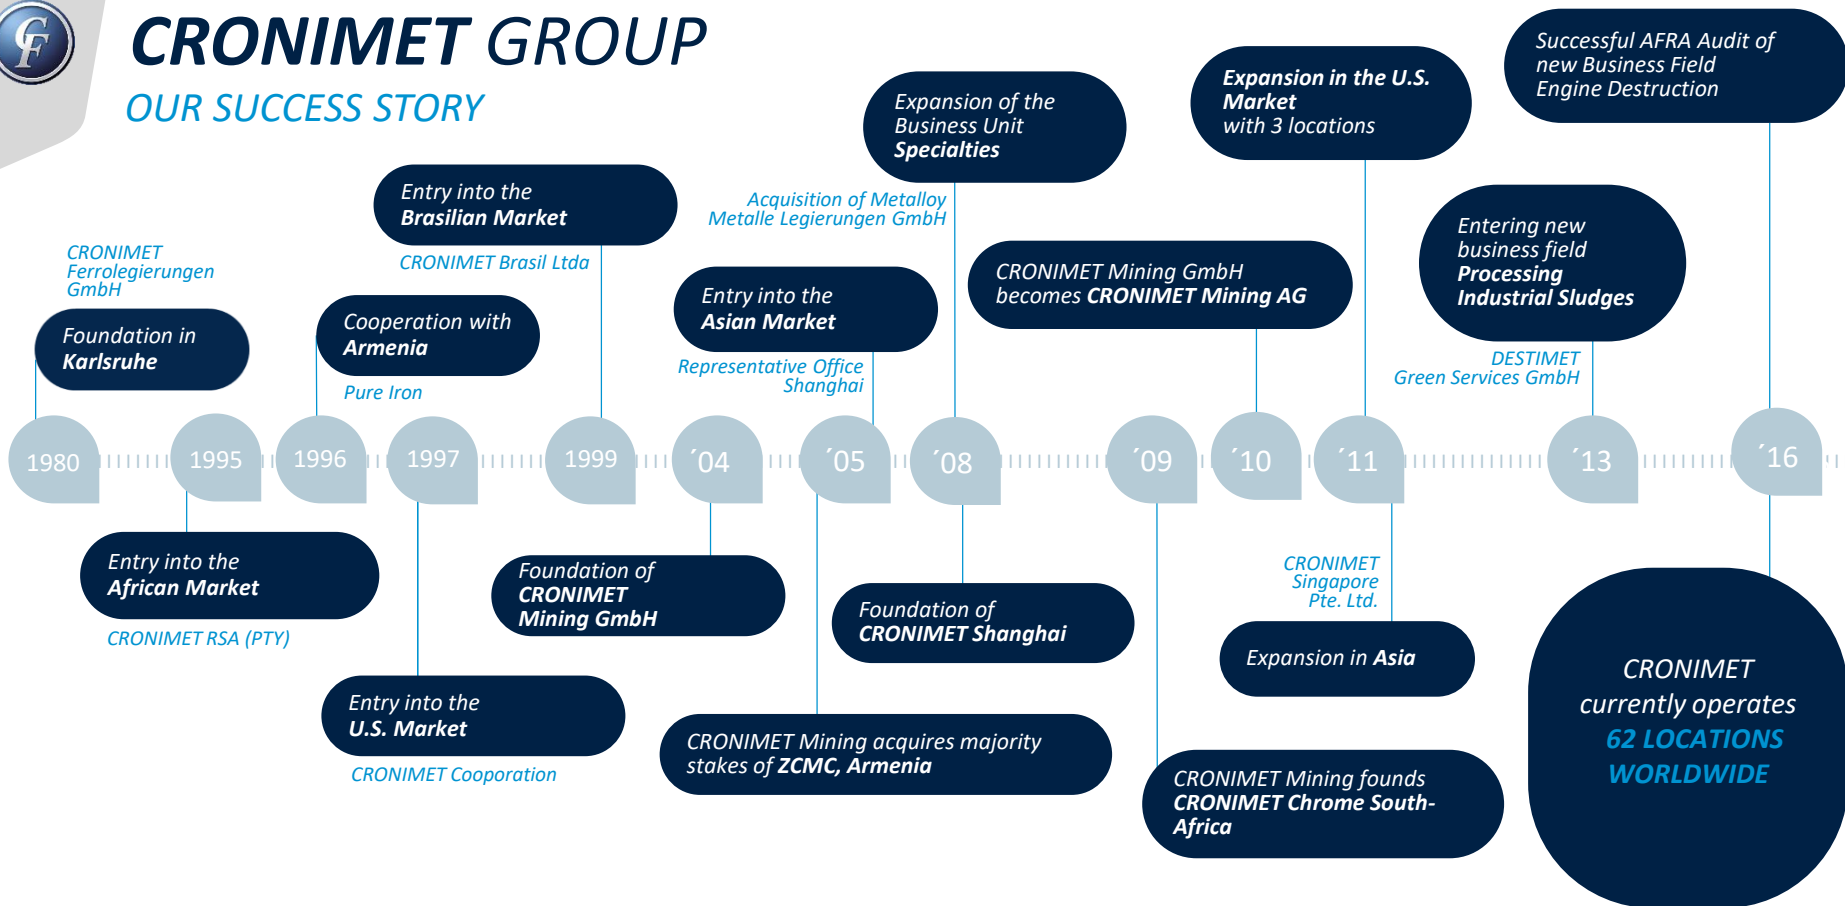 CF
CRONIMET GROUP
OUR SUCCESS STORY
CRONIMET
Ferrolegierungen
GmbH
Foundation in
Karlsruhe
Cooperation with
Armenia
Pure Iron
Entry into the
Brasilian Market
CRONIMET Brasil Ltda
Entry into the
Asian Market
Representative Office
Shanghai
Expansion of the
Business Unit
Specialties
Acquisition of Metalloy
Metalle Legierungen GmbH
CRONIMET Mining GmbH
becomes CRONIMET Mining AG
Expansion in the U.S.
Market
with 3 locations
Entering new
business field
Processing
Industrial Sludges
DESTIMET
Green Services GmbH
Successful AFRA Audit of
new Business Field
Engine Destruction
1980
1995
1996
1997
1999
´04
´05
´08
´09
´10
´11
´13
´16
Entry into the
African Market
CRONIMET RSA (PTY)
Entry into the
U.S. Market
CRONIMET Cooporation
Foundation of
CRONIMET
Mining GmbH
CRONIMET Mining acquires majority
stakes of ZCMC, Armenia
Foundation of
CRONIMET Shanghai
CRONIMET Mining founds
CRONIMET Chrome South-
Africa
CRONIMET
Singapore
Pte. Ltd.
Expansion in Asia
CRONIMET
currently operates
62 LOCATIONS
WORLDWIDE